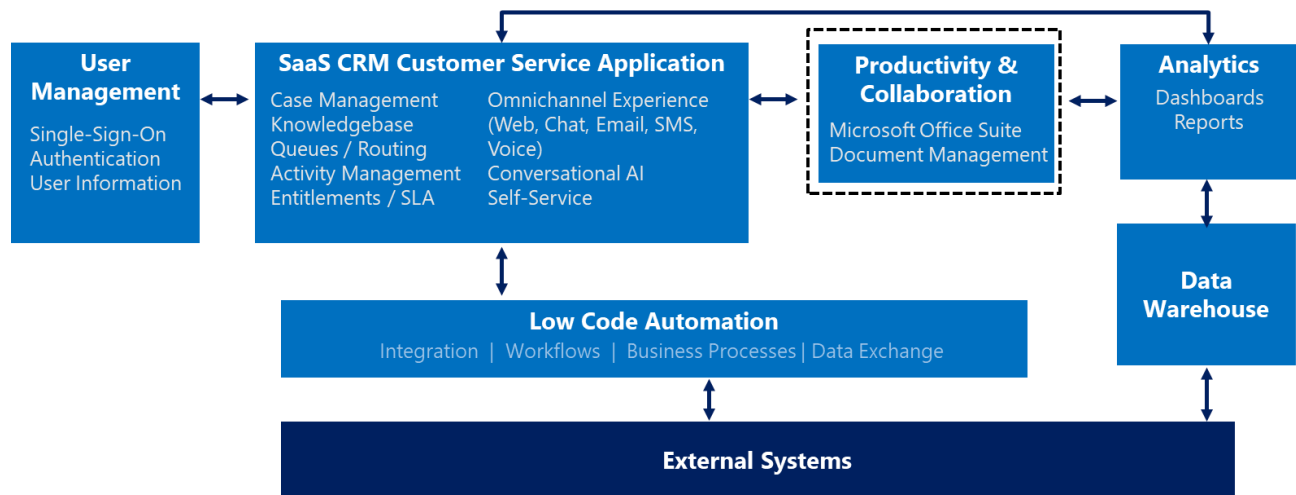 User
Management
Single-Sign-On
Authentication
User Information
SaaS CRM Customer Service Application
Case Management
Knowledgebase
Queues / Routing
Activity Management
Entitlements / SLA
Omnichannel Experience
(Web, Chat, Email, SMS,
Voice)
Conversational AI
Self-Service
Productivity &
Collaboration
Microsoft Office Suite
Document Management
Analytics
Dashboards
Reports
Data
Warehouse
Low Code Automation
Integration | Workflows | Business Processes | Data Exchange
External Systems